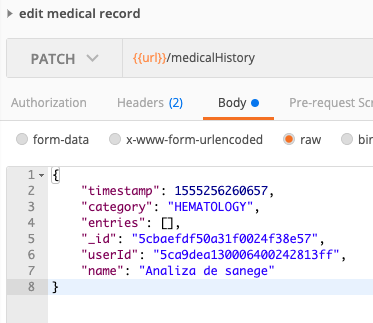 edit medical record
PATCH {{url}}/medicalHistory
Authorization Headers (2) Body Pre-request Scr
form-data x-www-form-urlencoded raw bin
1 {
2 "timestamp": 1555256260657,
3 "category": "HEMATOLOGY",
4 "entries": [],
5 "_id": "5cbaefdf50a31f0024f38e57",
6 "userId": "5ca9dea130006400242813ff",
7 "name": "Analiza de sanege"
8 }